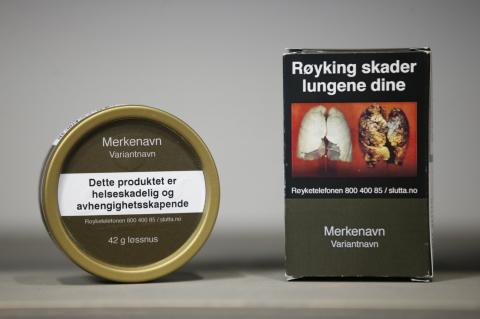 Merkenavn
Variantnavn
Dette produktet er
helseskadelig og
avhengighetsskapende
Røyketelefonen 800 400 85 / slutta.no
42 g løssnus
Røyking skader
lungene dine
Røyketelefonen 800 400 85 / slutta.no
Merkenavn
Variantnavn